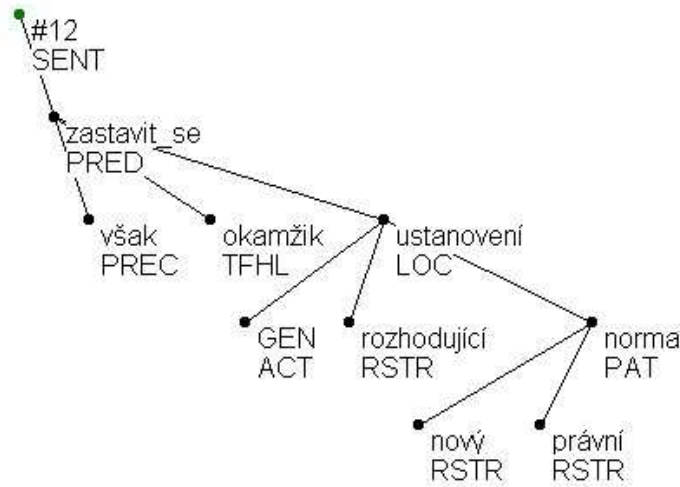 #12
SENT
zastavit_se
PRED
však
PREC
okamžik
TFHL
ustanovení
LOC
GEN
ACT
rozhodující
RSTR
norma
PAT
nový
RSTR
právní
RSTR